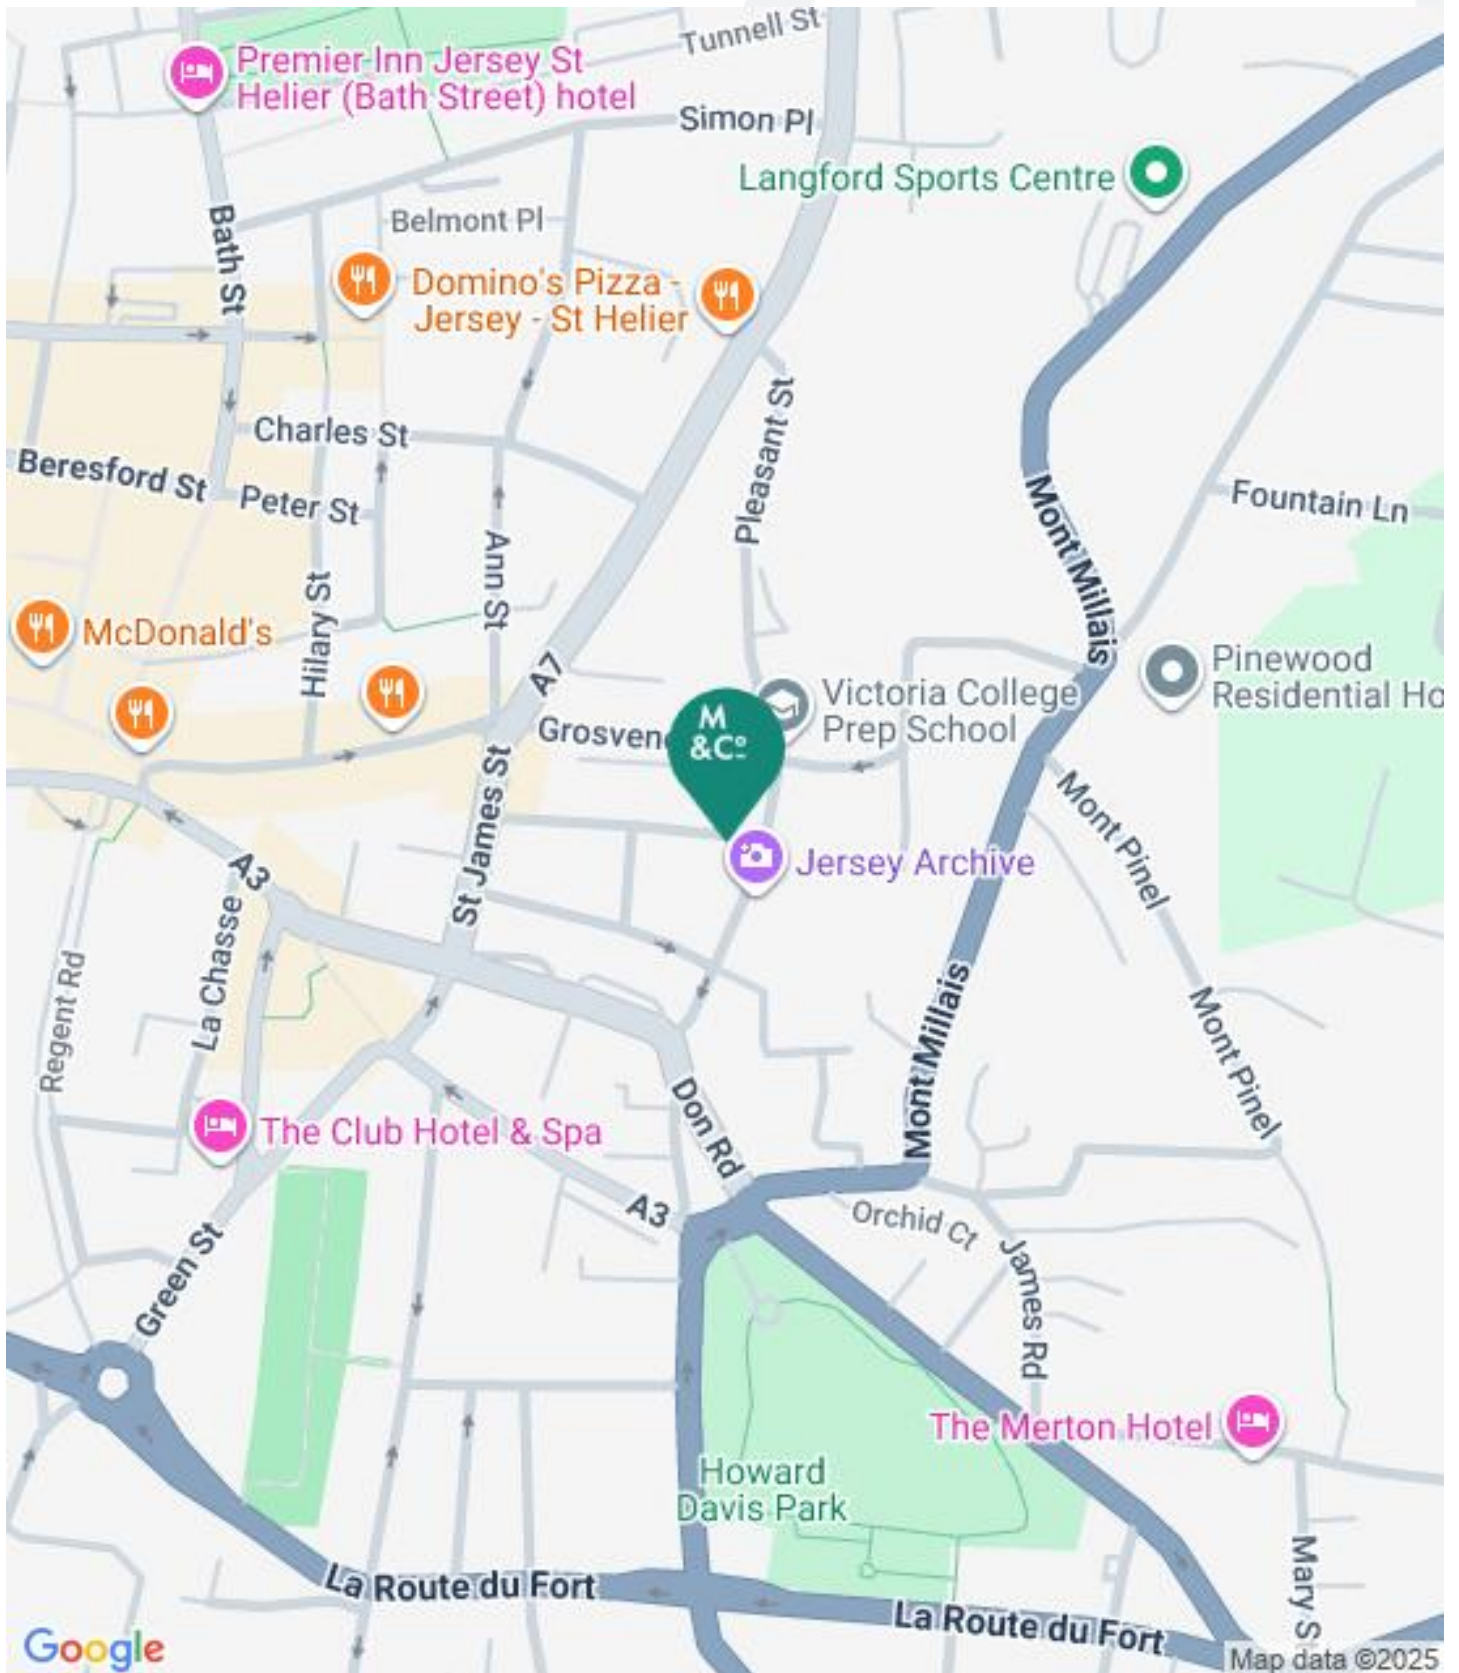 Tunnell St
Premier Inn Jersey St
Helier (Bath Street) hotel
Simon Pl
Langford Sports Centre
Belmont Pl
Bath St
Domino's Pizza -
Jersey - St Helier
Pleasant St
Charles St
Beresford St
Peter St
Mont Millais
Fountain Ln
Ann St
Hilary St
McDonald's
A7
Pinewood
Residential Ho
Victoria College
Prep School
M
&Cº
Grosven
St James St
Mont Pinel
Jersey Archive
A3
La Chasse
Regent Rd
Mont Millais
Mont Pinel
Don Rd
The Club Hotel & Spa
A3
Orchid Ct
Green St
James Rd
The Merton Hotel
Howard
Davis Park
Mary S
La Route du Fort
La Route du Fort
Google
Map data ©2025